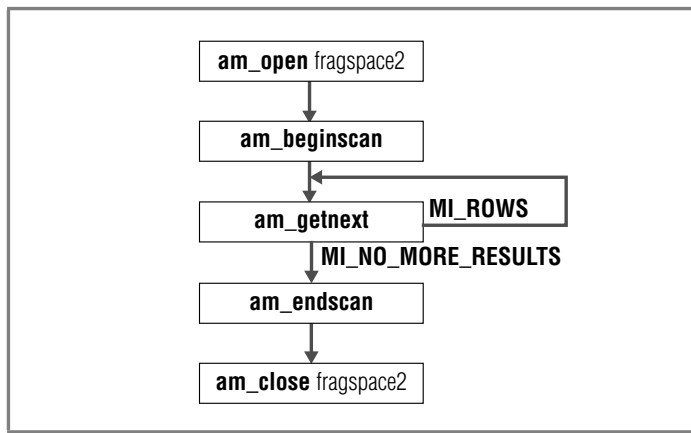 am_open fragspace2
am_beginscan
am_getnext
MI_ROWS
MI_NO_MORE_RESULTS
am_endscan
am_close fragspace2